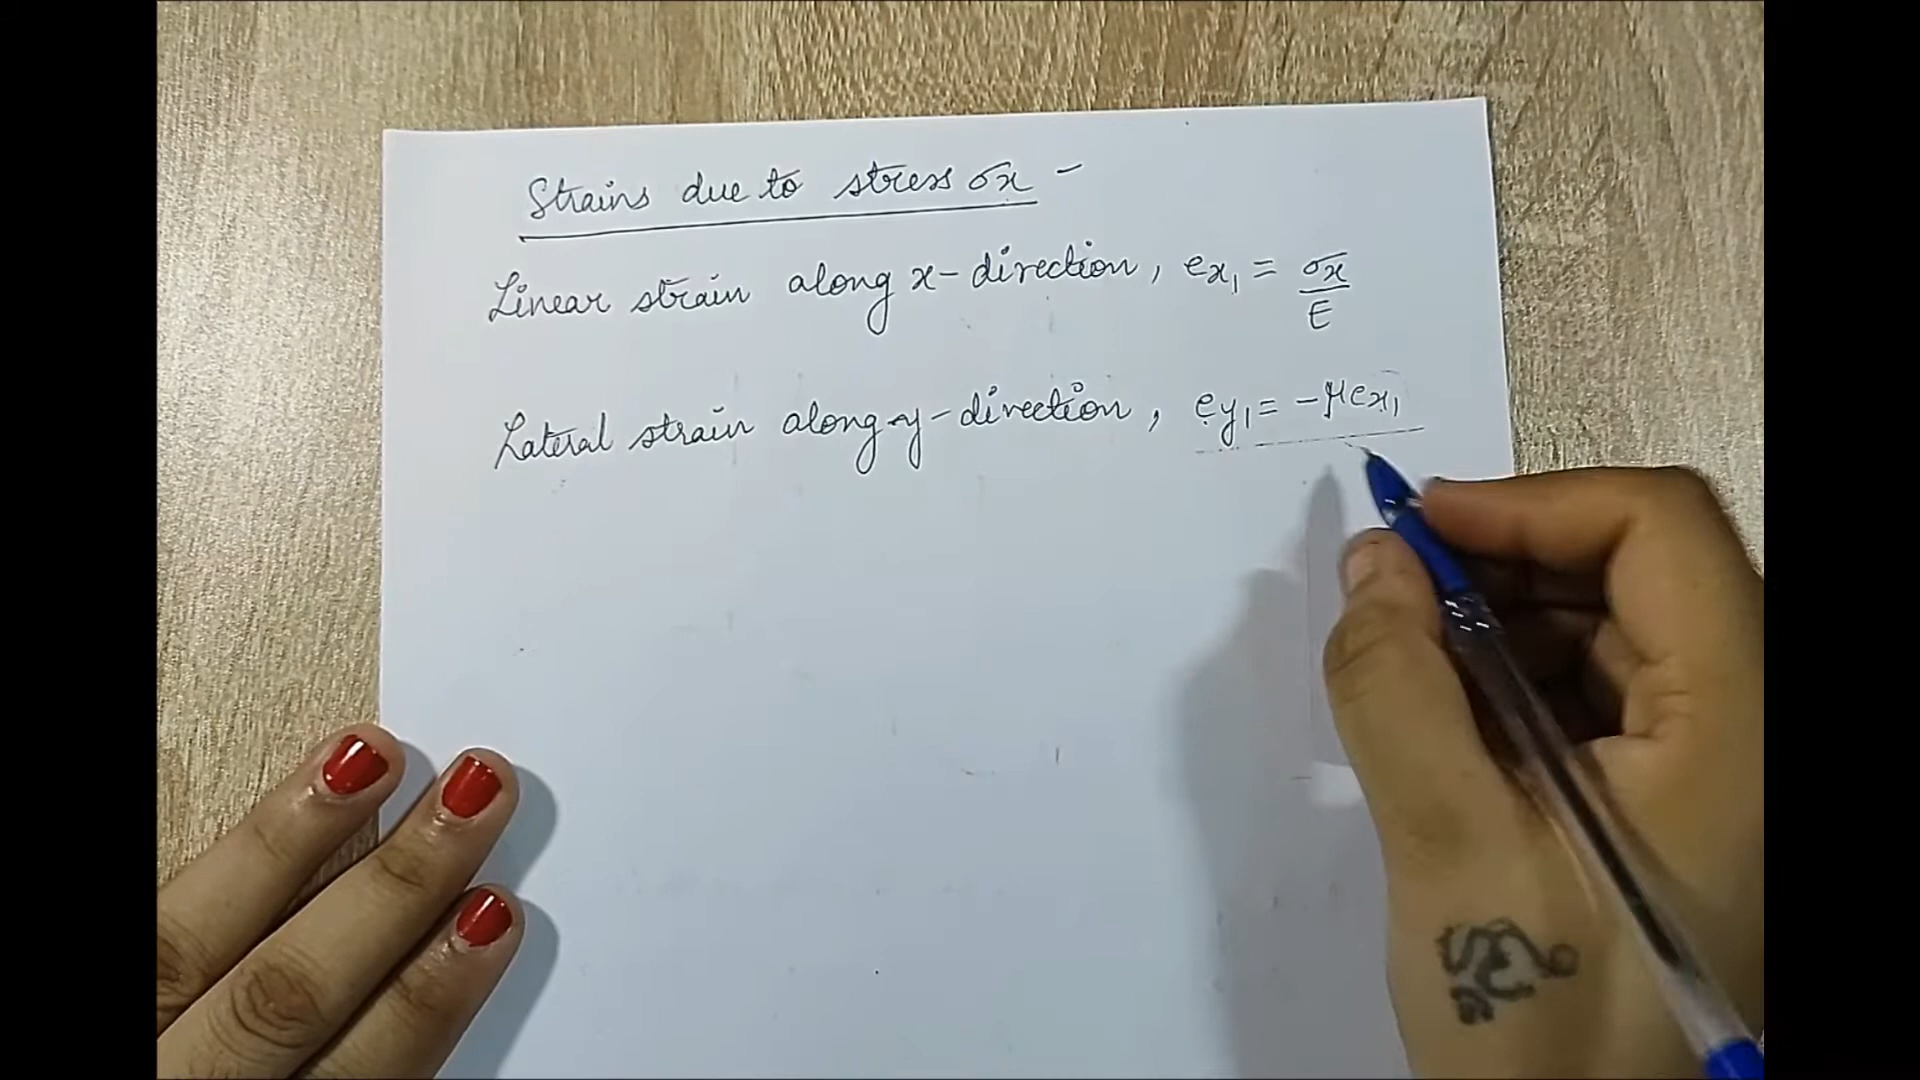 Strains due to stress σx -
Linear strain along x-direction, ex₁ = σx/E
Lateral strain along y-direction, ey₁ = -μex₁